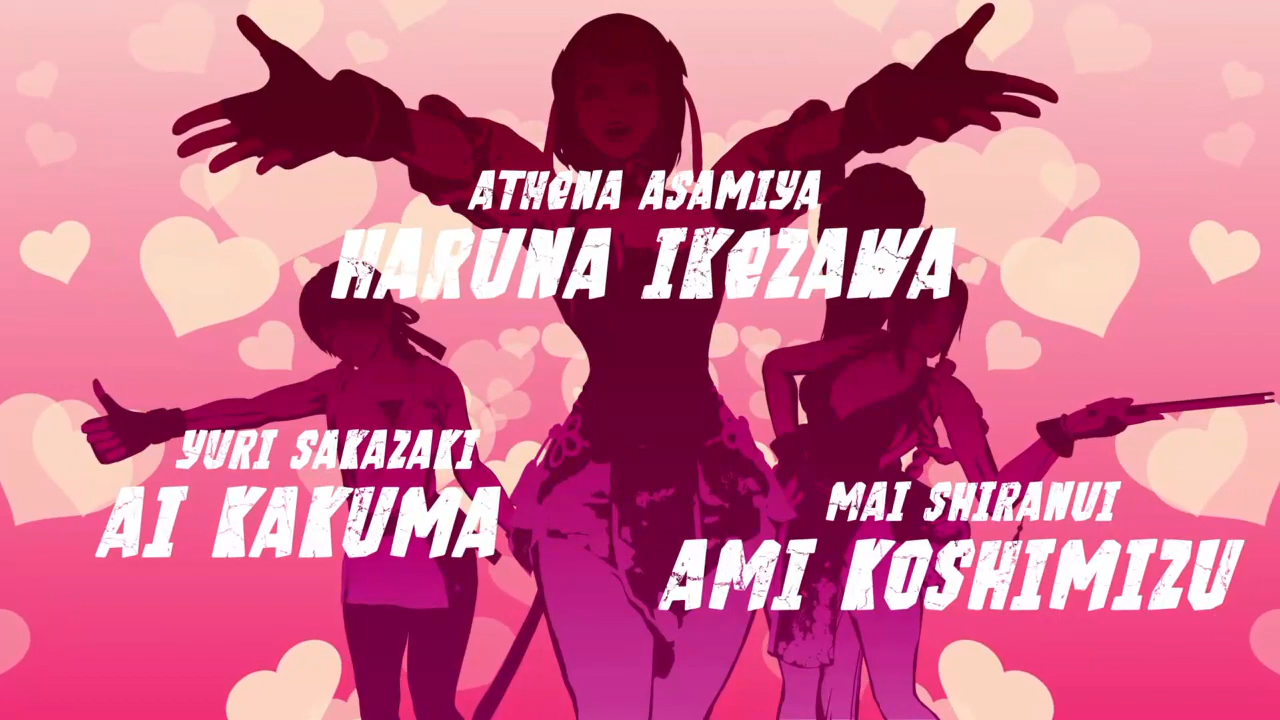 ATHENA ASAMIYA
HARUNA IKEZAWA
YURI SAKAZAKI
AI KAKUMA
MAI SHIRANUI
AMI KOSHIMIZU